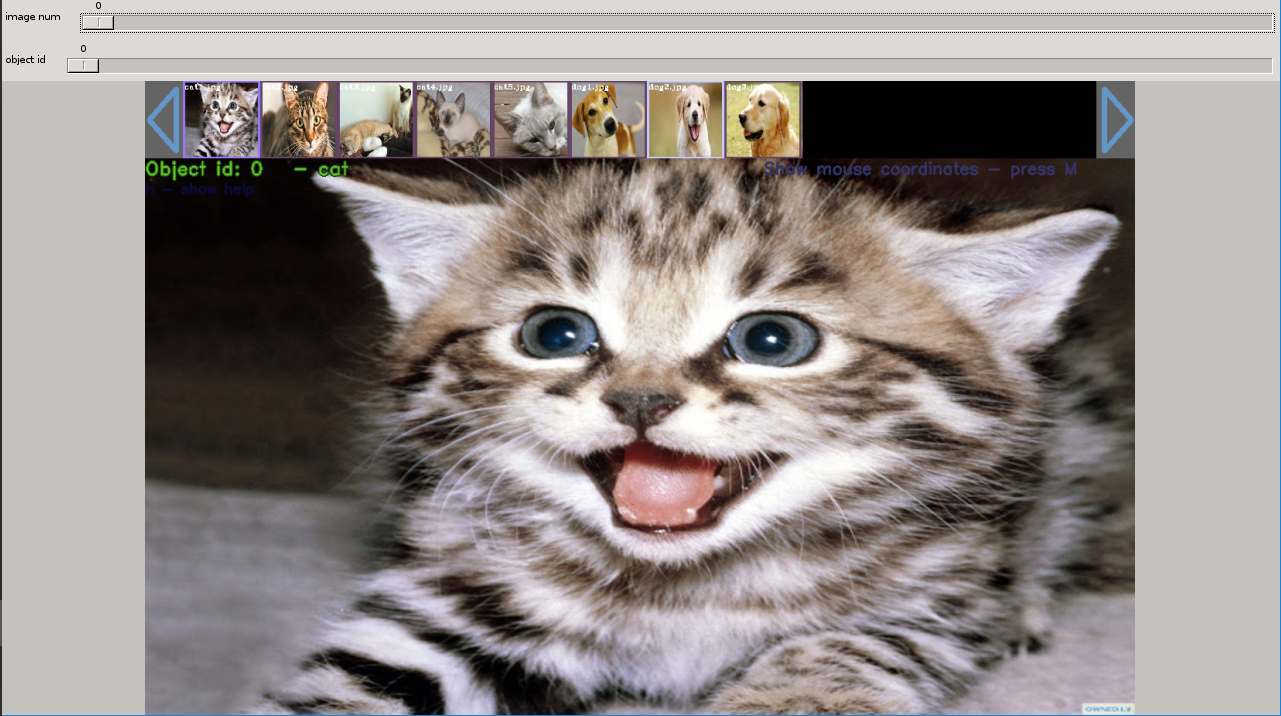 0
image num
0
object id
cat1.jpg cat2.jpg cat3.jpg cat4.jpg cat5.jpg dog1.jpg dog2.jpg dog3.jpg
Object id: 0 - cat Show mouse coordinates - press M
h - show help
OWNED.LV